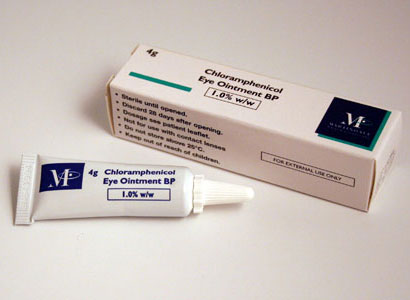 4g
Chloramphenicol
Eye Ointment BP
1.0% w/w
• Sterile until opened.
• Discard 28 days after opening.
• Dosage see patient leaflet.
• Not for use with contact lenses
• Do not store above 25°C.
• Keep out of reach of children.
MARTINDALE
FOR EXTERNAL USE ONLY
4g Chloramphenicol
Eye Ointment BP
1.0% w/w